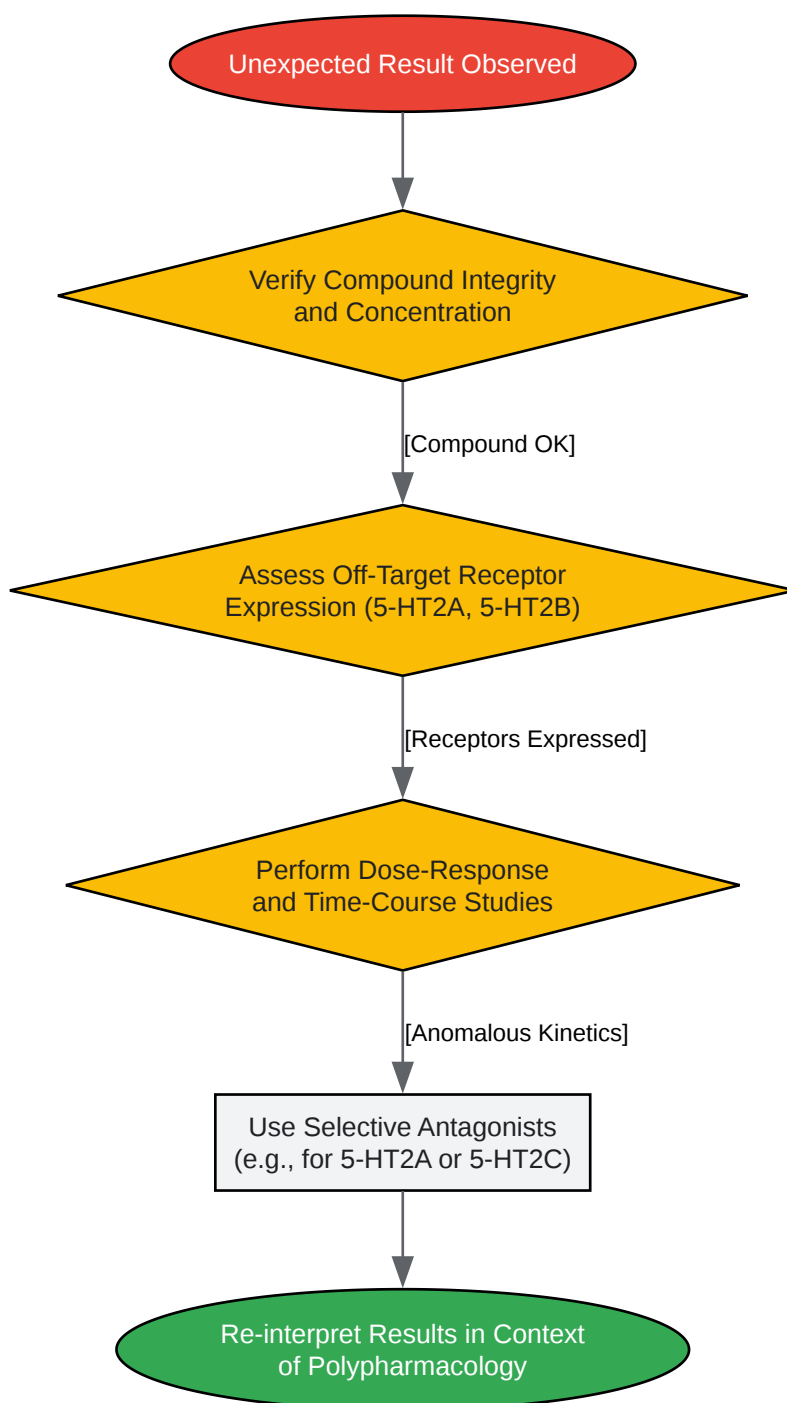 Unexpected Result Observed
Verify Compound Integrity
and Concentration
[Compound OK]
Assess Off-Target Receptor
Expression (5-HT2A, 5-HT2B)
[Receptors Expressed]
Perform Dose-Response
and Time-Course Studies
[Anomalous Kinetics]
Use Selective Antagonists
(e.g., for 5-HT2A or 5-HT2C)
Re-interpret Results in Context
of Polypharmacology